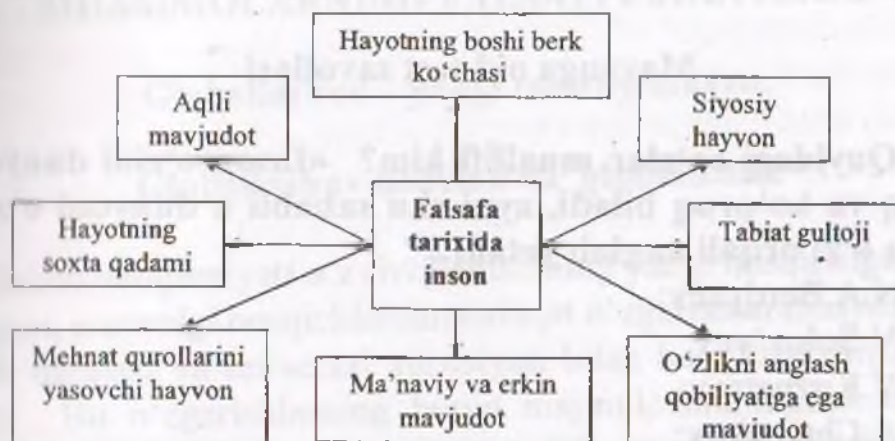 Hayotning boshi berk
ko‘chasi
Aqlli
mavjudot
Siyosiy
hayvon
Falsafa
tarixida
inson
Hayotning
soxta qadami
Tabiat gultoji
Mehnat qurollarini
yasovchi hayvon
Ma'naviy va erkin
mavjudot
O‘zlikni anglash
qobiliyatiga ega
mavjudot